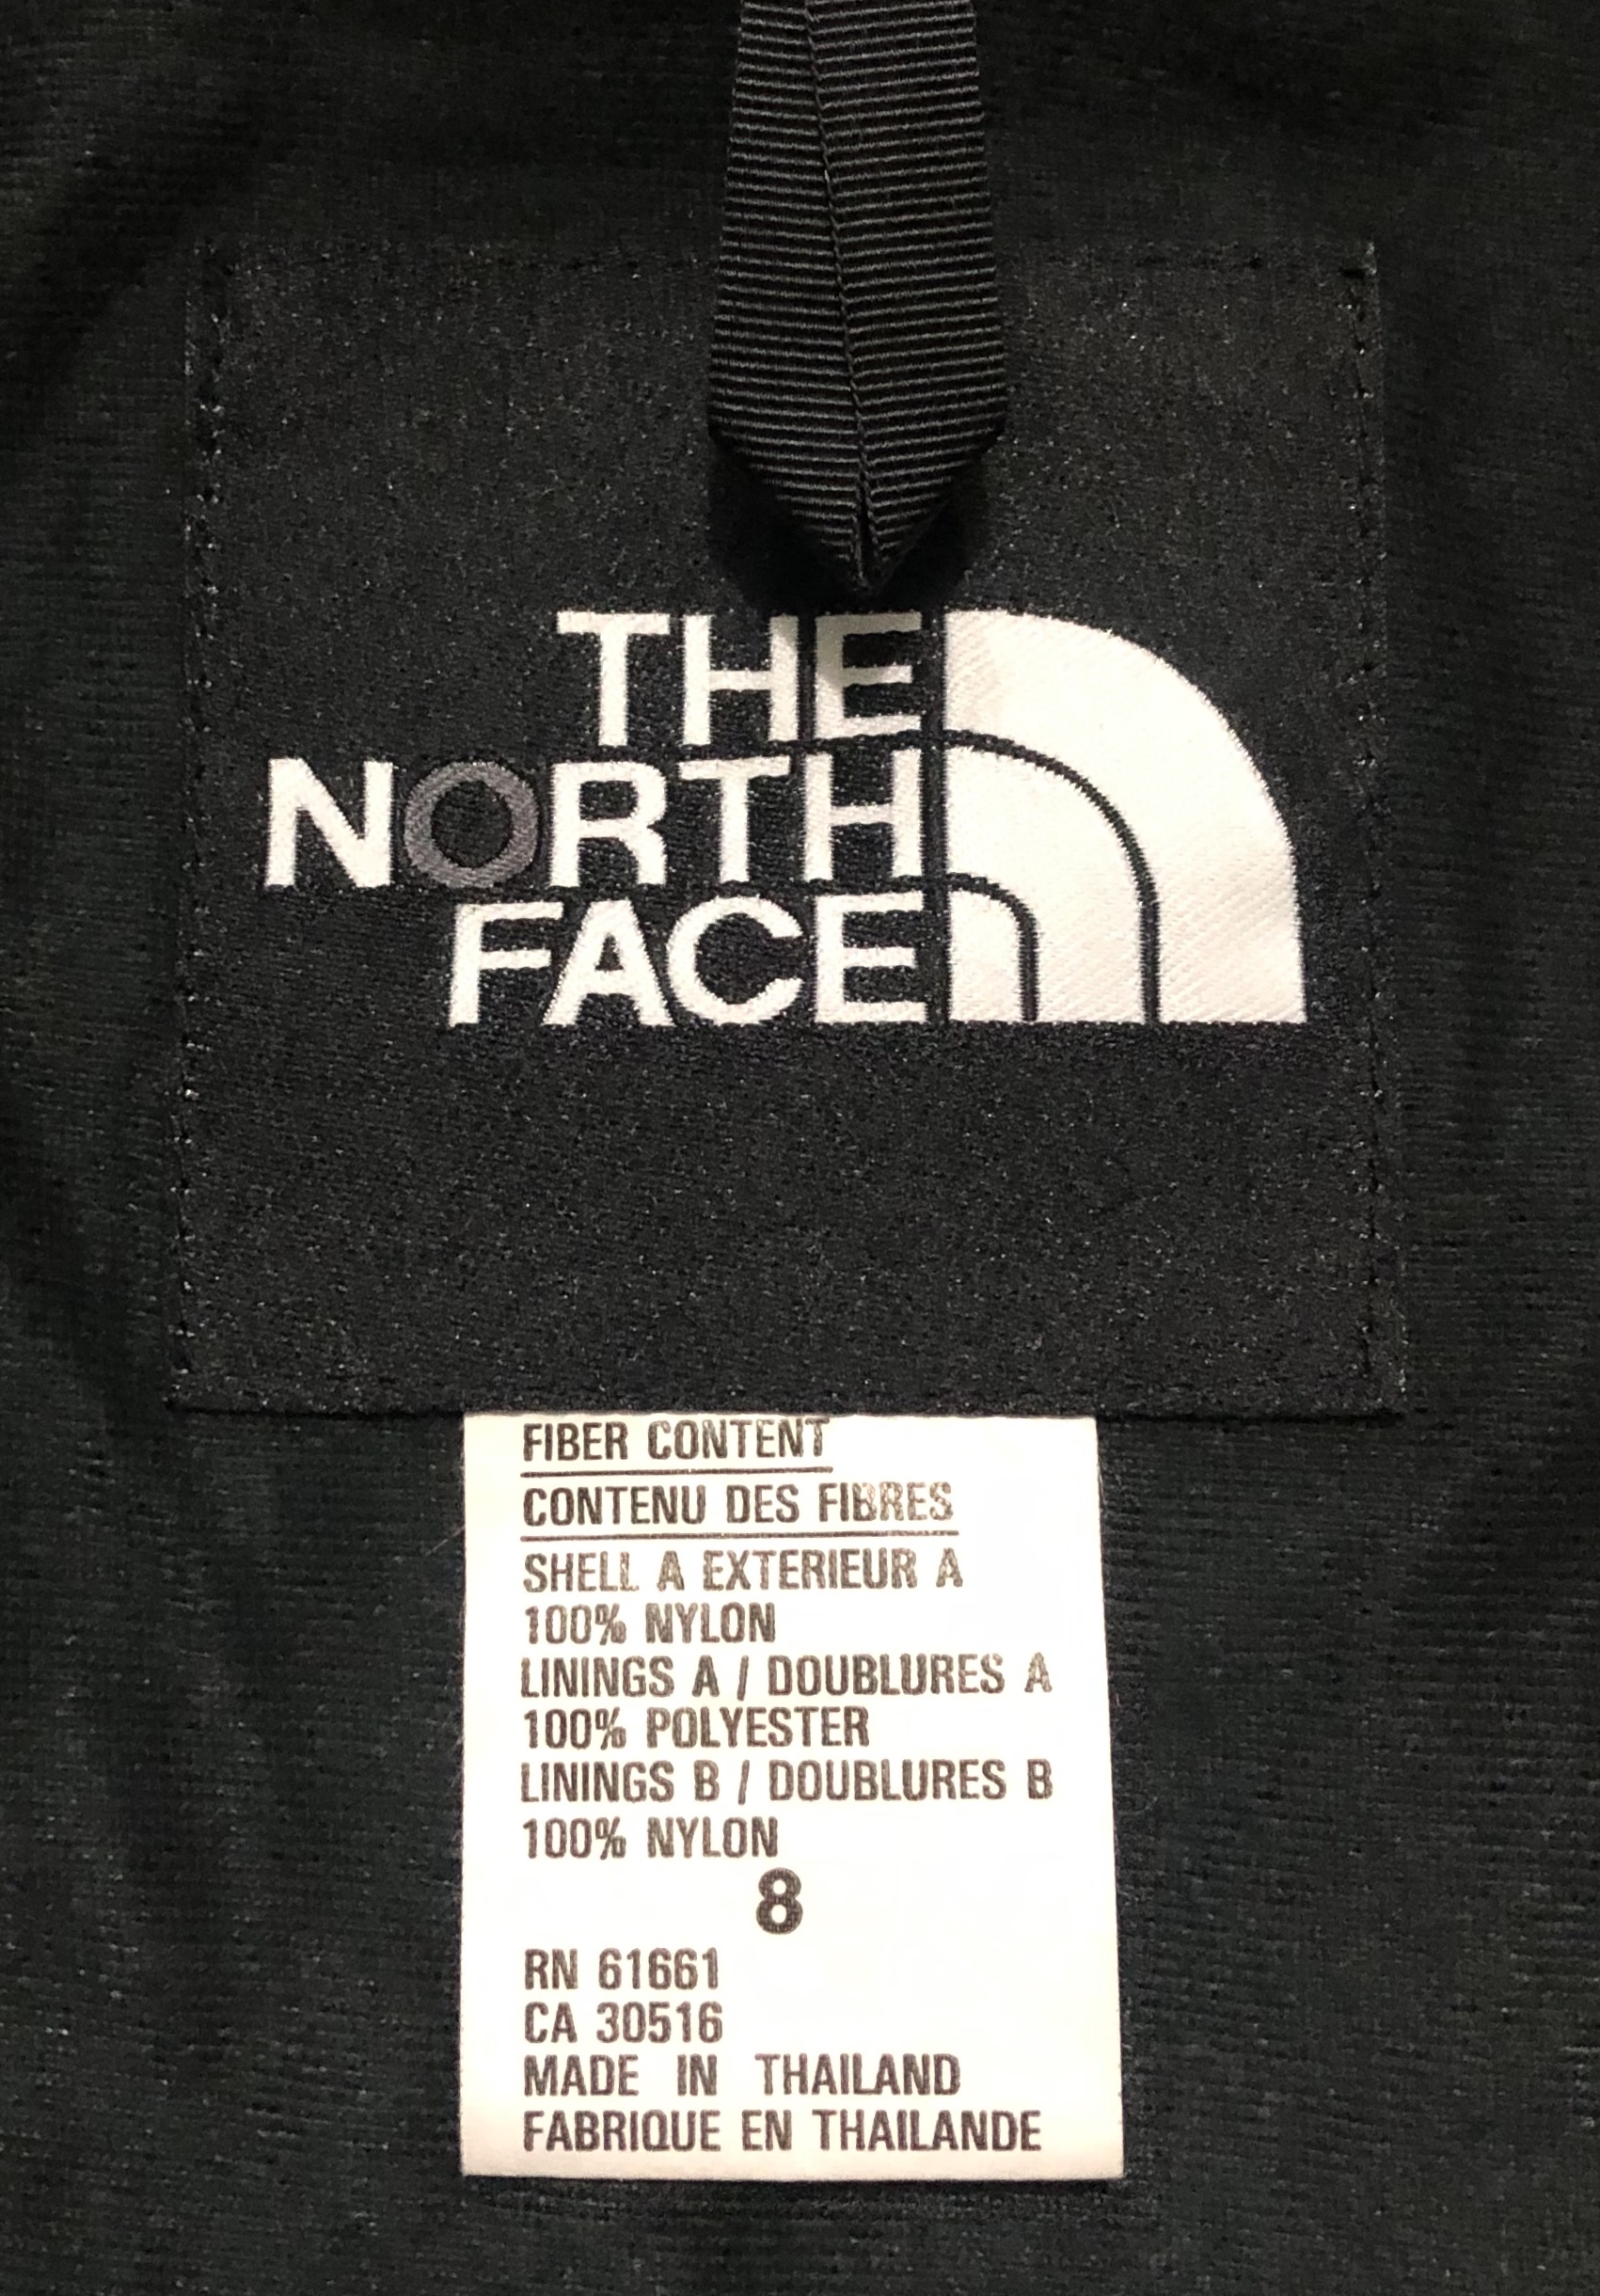 THE
NORTH
FACE
FIBER CONTENT
CONTENU DES FIBRES
SHELL A EXTERIEUR A
100% NYLON
LININGS A / DOUBLURES A
100% POLYESTER
LININGS B / DOUBLURES B
100% NYLON
8
RN 61661
CA 30516
MADE IN THAILAND
FABRIQUE EN THAILANDE